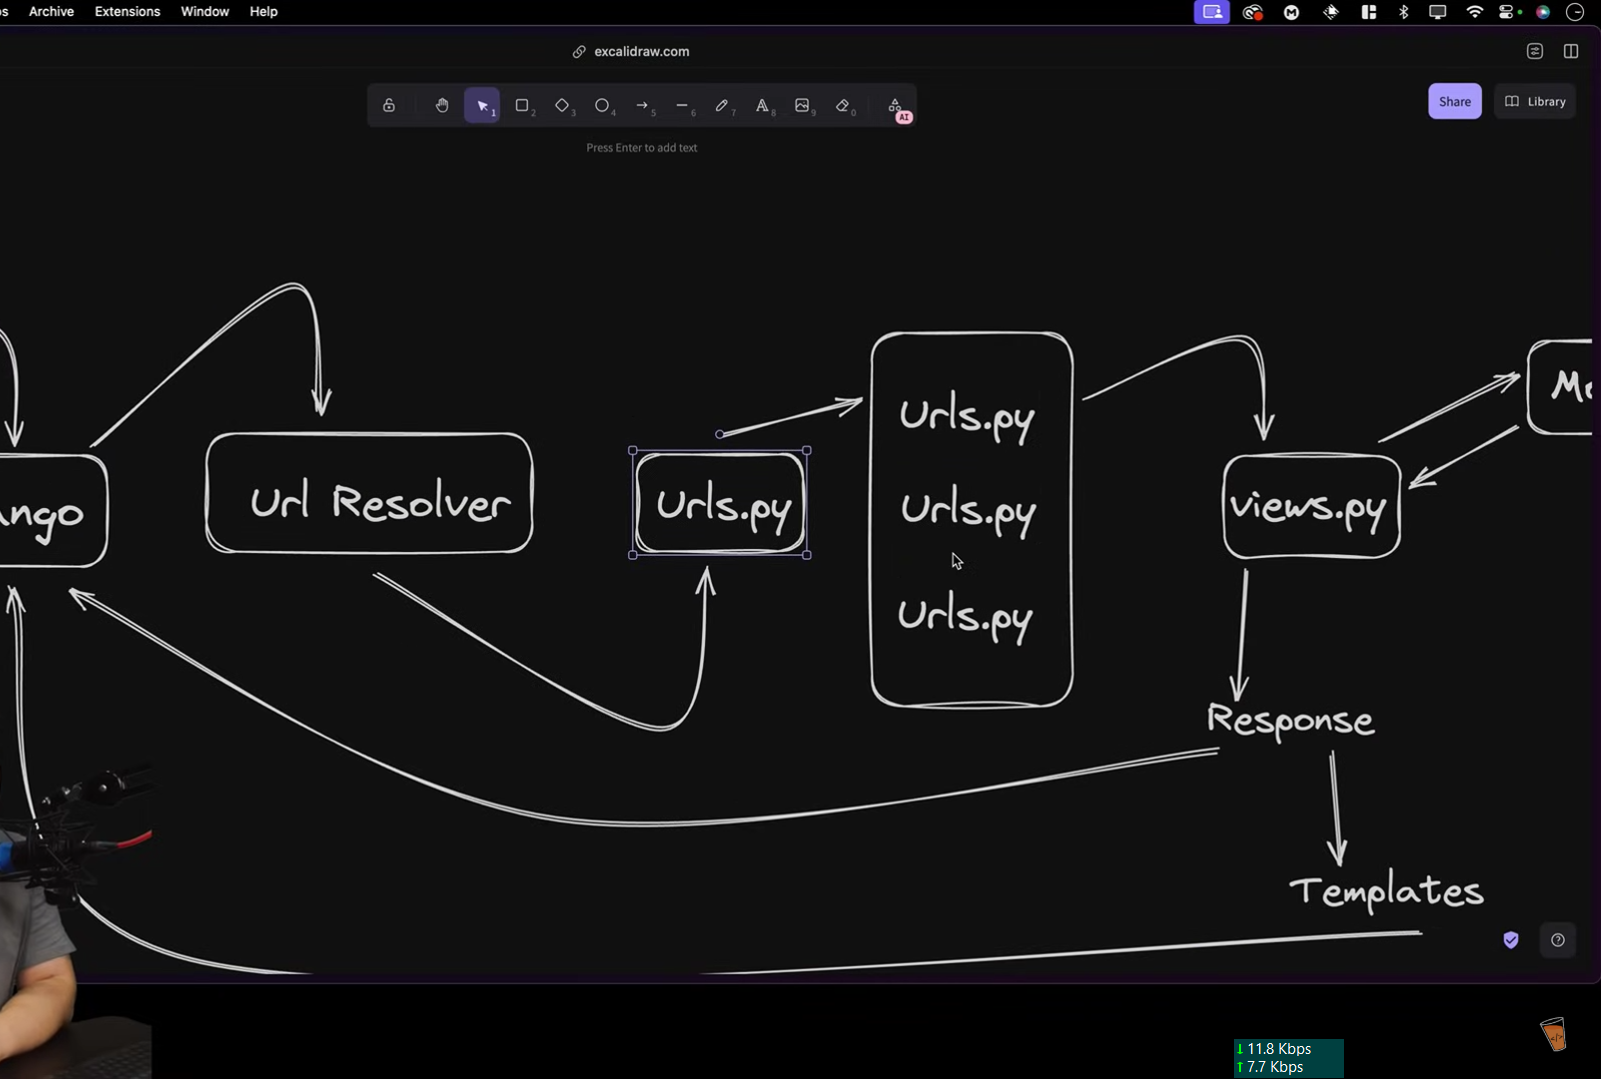 Archive Extensions Window Help
excalidraw.com
1 2 3 4 5 6 7 8 9 0 AI
Share Library
Press Enter to add text
Urls.py
Url Resolver
Urls.py
Urls.py
Urls.py
views.py
Response
Templates
↓ 11.8 Kbps
↑ 7.7 Kbps